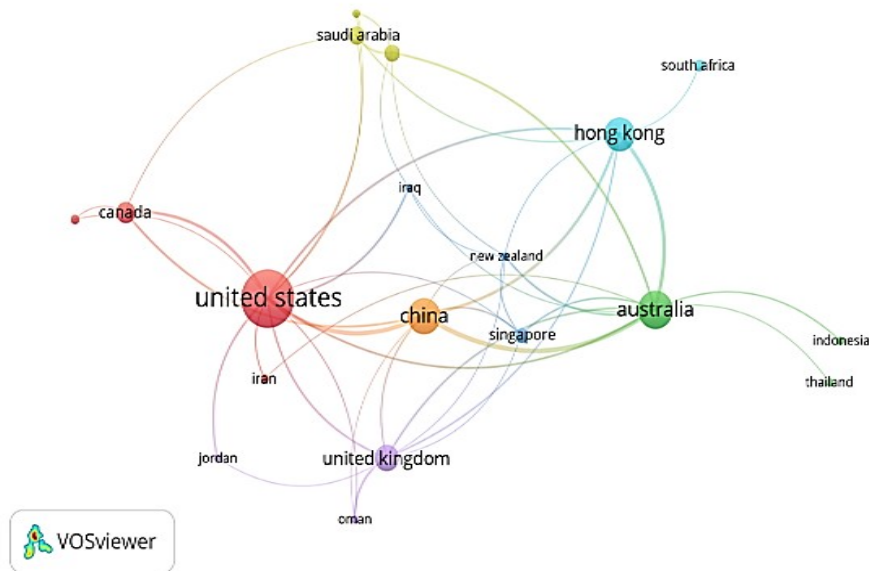 saudi arabia
south africa
hong kong
iraq
canada
new zealand
united states
china
singapore
australia
indonesia
iran
thailand
jordan
united kingdom
oman
VOSviewer